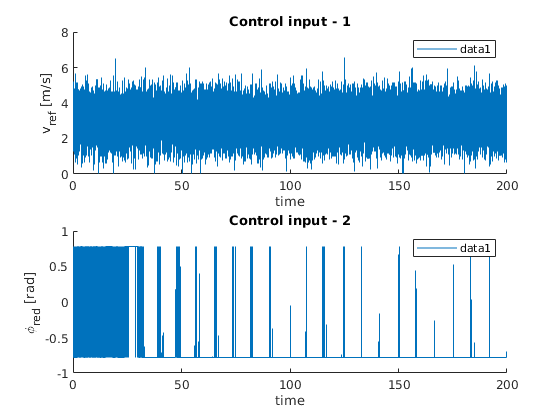 Control input - 1
data1
8
6
4
2
0
v_ref [m/s]
0 50 100 150 200
time
Control input - 2
data1
1
0.5
0
-0.5
-1
ϕ_red [rad]
0 50 100 150 200
time